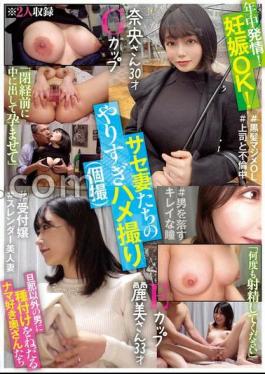 ※2人収録
奈央さん30才
カップ
年中発情！
妊娠OK！
#黒髪マジメOL
#上司と不倫中
「閉経前に
中に出して孕ませて」
サセ妻たちの
やりすぎハメ撮り
個撮
#男を落す
キレイな瞳
#受付嬢
#スレンダー美人妻
旦那以外の男に
種付けをねだる
ナマ好き奥さんたち
カップ
麗美さん33才
「何度も射精してください」